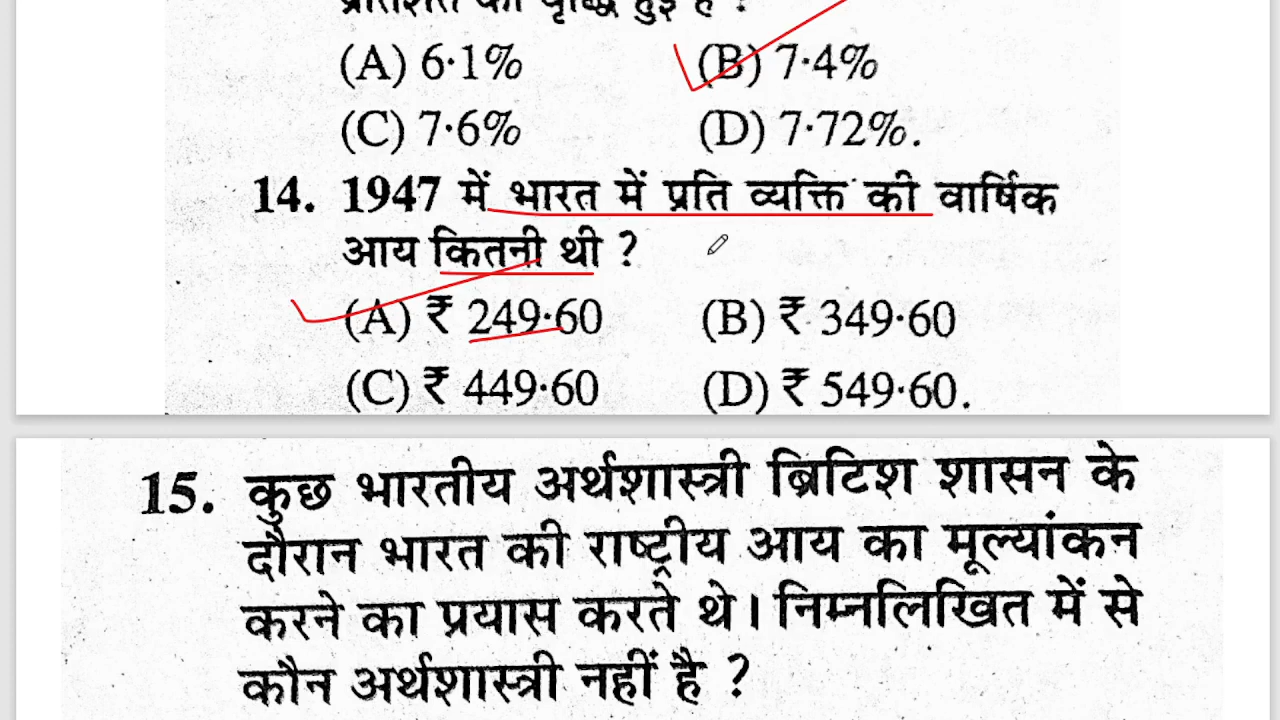 प्रतिशत की वृद्धि हुई है ?
(A) 6·1% (B) 7·4%
(C) 7·6% (D) 7·72%.
14. 1947 में भारत में प्रति व्यक्ति की वार्षिक
आय कितनी थी ?
(A) ₹ 249·60 (B) ₹ 349·60
(C) ₹ 449·60 (D) ₹ 549·60.
15. कुछ भारतीय अर्थशास्त्री ब्रिटिश शासन के
दौरान भारत की राष्ट्रीय आय का मूल्यांकन
करने का प्रयास करते थे। निम्नलिखित में से
कौन अर्थशास्त्री नहीं है ?